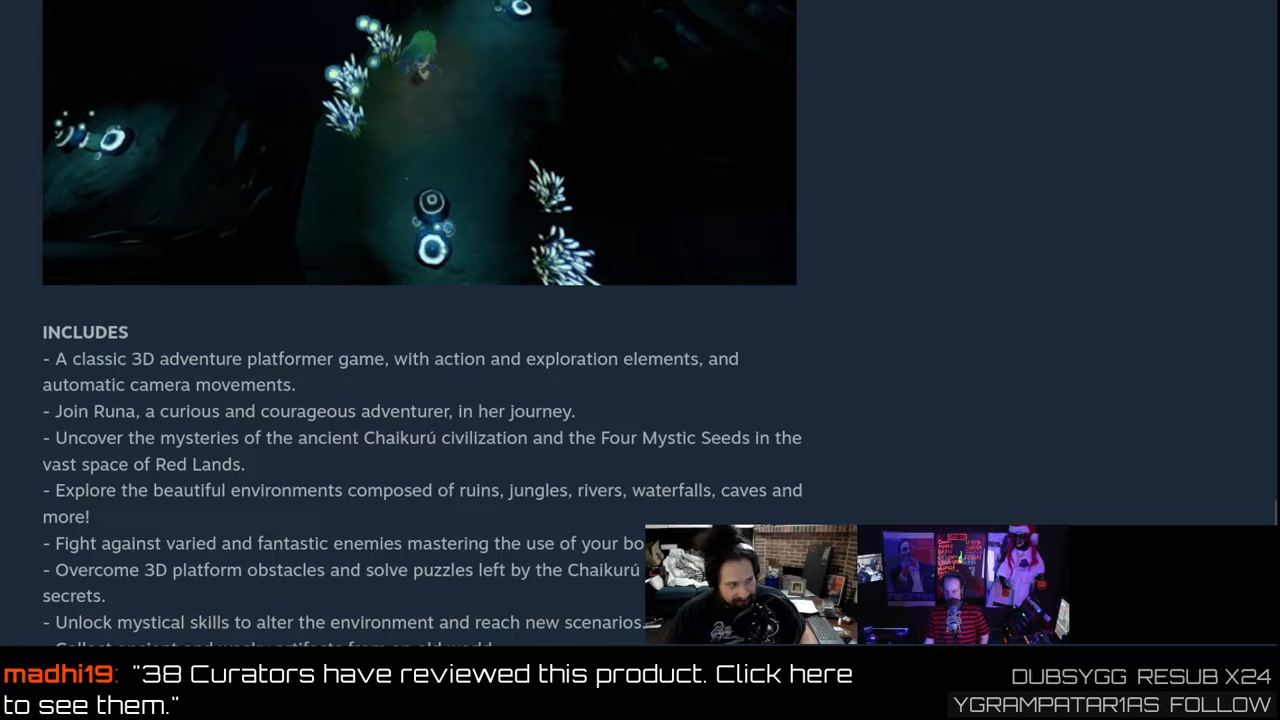 INCLUDES
- A classic 3D adventure platformer game, with action and exploration elements, and
automatic camera movements.
- Join Runa, a curious and courageous adventurer, in her journey.
- Uncover the mysteries of the ancient Chaikurú civilization and the Four Mystic Seeds in the
vast space of Red Lands.
- Explore the beautiful environments composed of ruins, jungles, rivers, waterfalls, caves and
more!
- Fight against varied and fantastic enemies mastering the use of your bo
- Overcome 3D platform obstacles and solve puzzles left by the Chaikurú
secrets.
- Unlock mystical skills to alter the environment and reach new scenarios.
madhi19: "38 Curators have reviewed this product. Click here
to see them."
DUBSYGG RESUB X24
YGRAMPATAR1AS FOLLOW